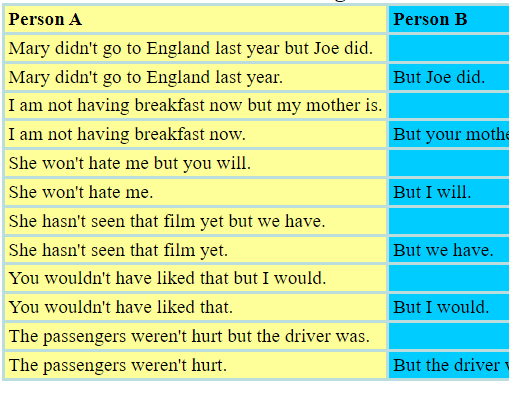 Person A Person B
Mary didn't go to England last year but Joe did.
Mary didn't go to England last year. But Joe did.
I am not having breakfast now but my mother is.
I am not having breakfast now. But your mothe
She won't hate me but you will.
She won't hate me. But I will.
She hasn't seen that film yet but we have.
She hasn't seen that film yet. But we have.
You wouldn't have liked that but I would.
You wouldn't have liked that. But I would.
The passengers weren't hurt but the driver was.
The passengers weren't hurt. But the driver